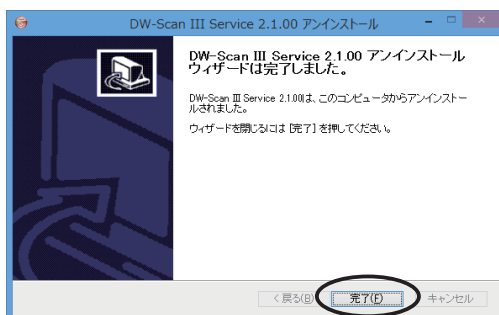 DW-Scan III Service 2.1.00 アンインストール
DW-Scan III Service 2.1.00 アンインストール
ウィザードは完了しました。
DW-Scan Ⅲ Service 2.1.00は、このコンピュータからアンインストー
ルされました。
ウィザードを閉じるには [完了] を押してください。
< 戻る(B)
完了(F)
キャンセル